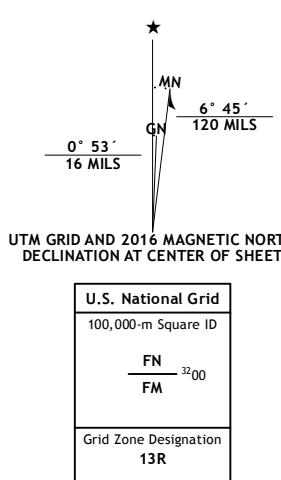 ★
MN
GN
6° 45´
120 MILS
0° 53´
16 MILS
UTM GRID AND 2016 MAGNETIC NORT
DECLINATION AT CENTER OF SHEET
U.S. National Grid
100,000-m Square ID
FN
3200
FM
Grid Zone Designation
13R